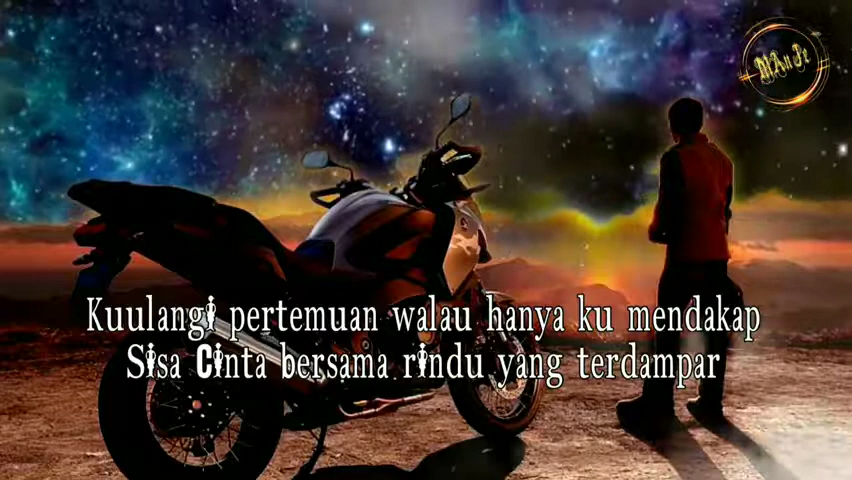 Kuulangi pertemuan walau hanya ku mendakap
Sisa Cinta bersama rindu yang terdampar